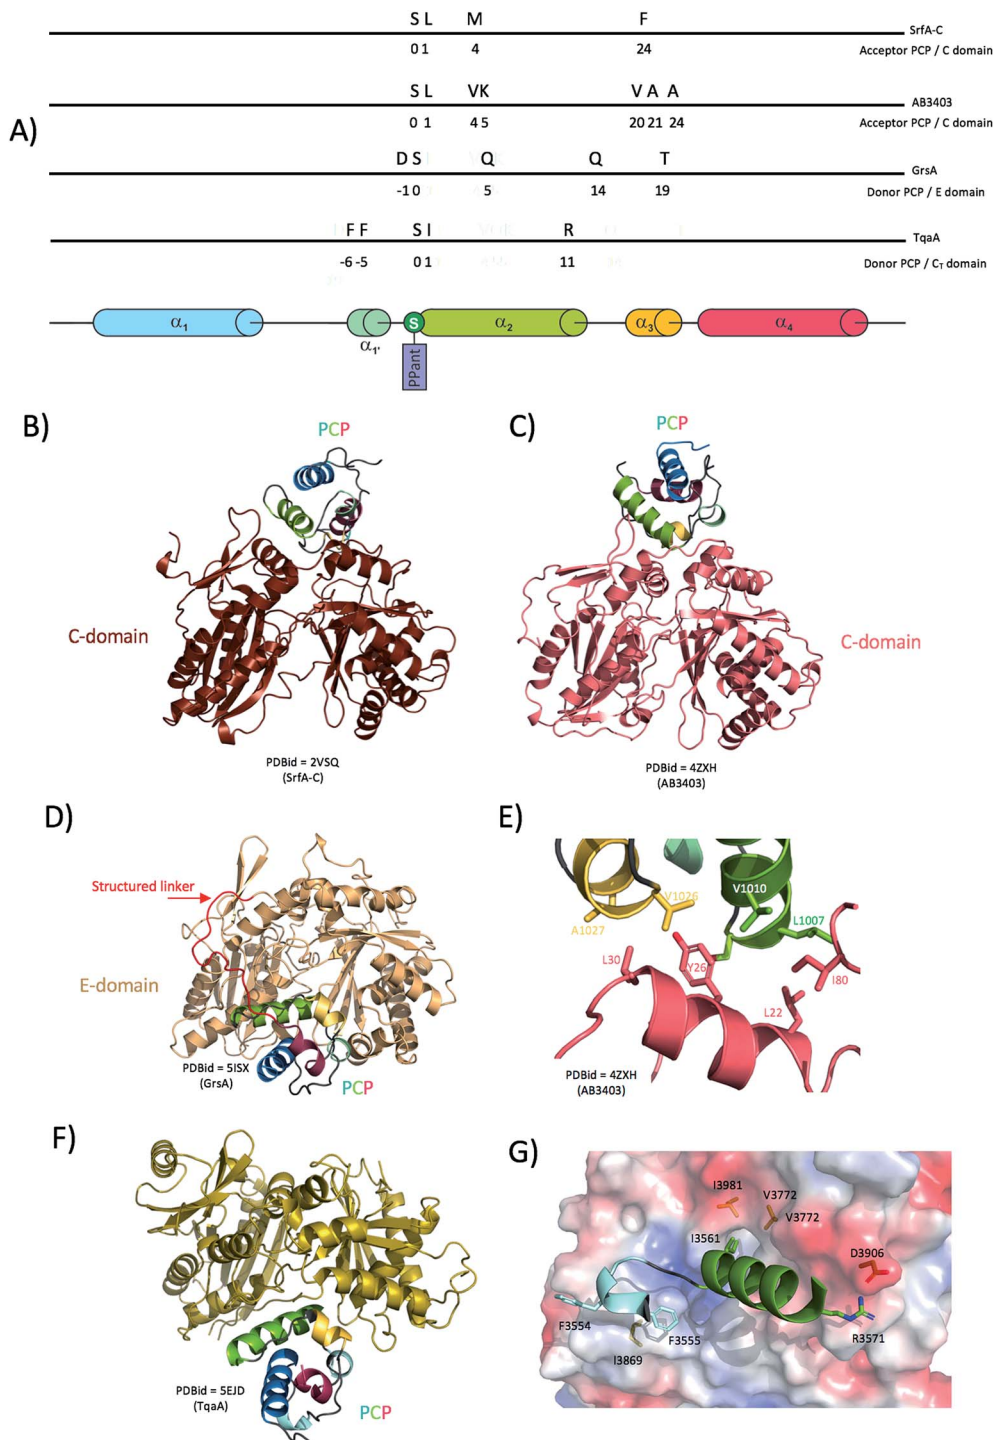 A)
S L M F SrfA-C
0 1 4 24 Acceptor PCP / C domain
S L VK V A A AB3403
0 1 4 5 20 21 24 Acceptor PCP / C domain
D S Q Q T GrsA
-1 0 5 14 19 Donor PCP / E domain
F F S I R TqaA
-6 -5 0 1 11 Donor PCP / CT domain
α1 α1' S α2 α3 α4
PPant
B)
PCP
C-domain
PDBid = 2VSQ
(SrfA-C)
C)
PCP
C-domain
PDBid = 4ZXH
(AB3403)
D)
Structured linker
E-domain
PDBid = 5ISX
(GrsA)
PCP
E)
V1026
V1010
A1027
L1007
L30
Y26
I80
L22
PDBid = 4ZXH
(AB3403)
F)
PDBid = 5EJD
(TqaA)
PCP
G)
I3981
V3772
V3772
I3561
D3906
F3554
F3555
R3571
I3869